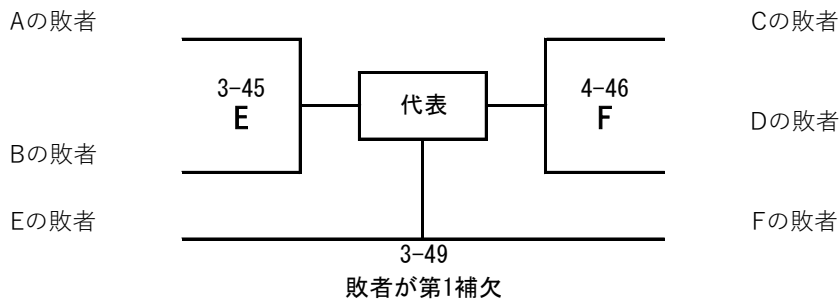 Aの敗者
Cの敗者
3-45
E
代表
4-46
F
Dの敗者
Bの敗者
Eの敗者
Fの敗者
3-49
敗者が第1補欠